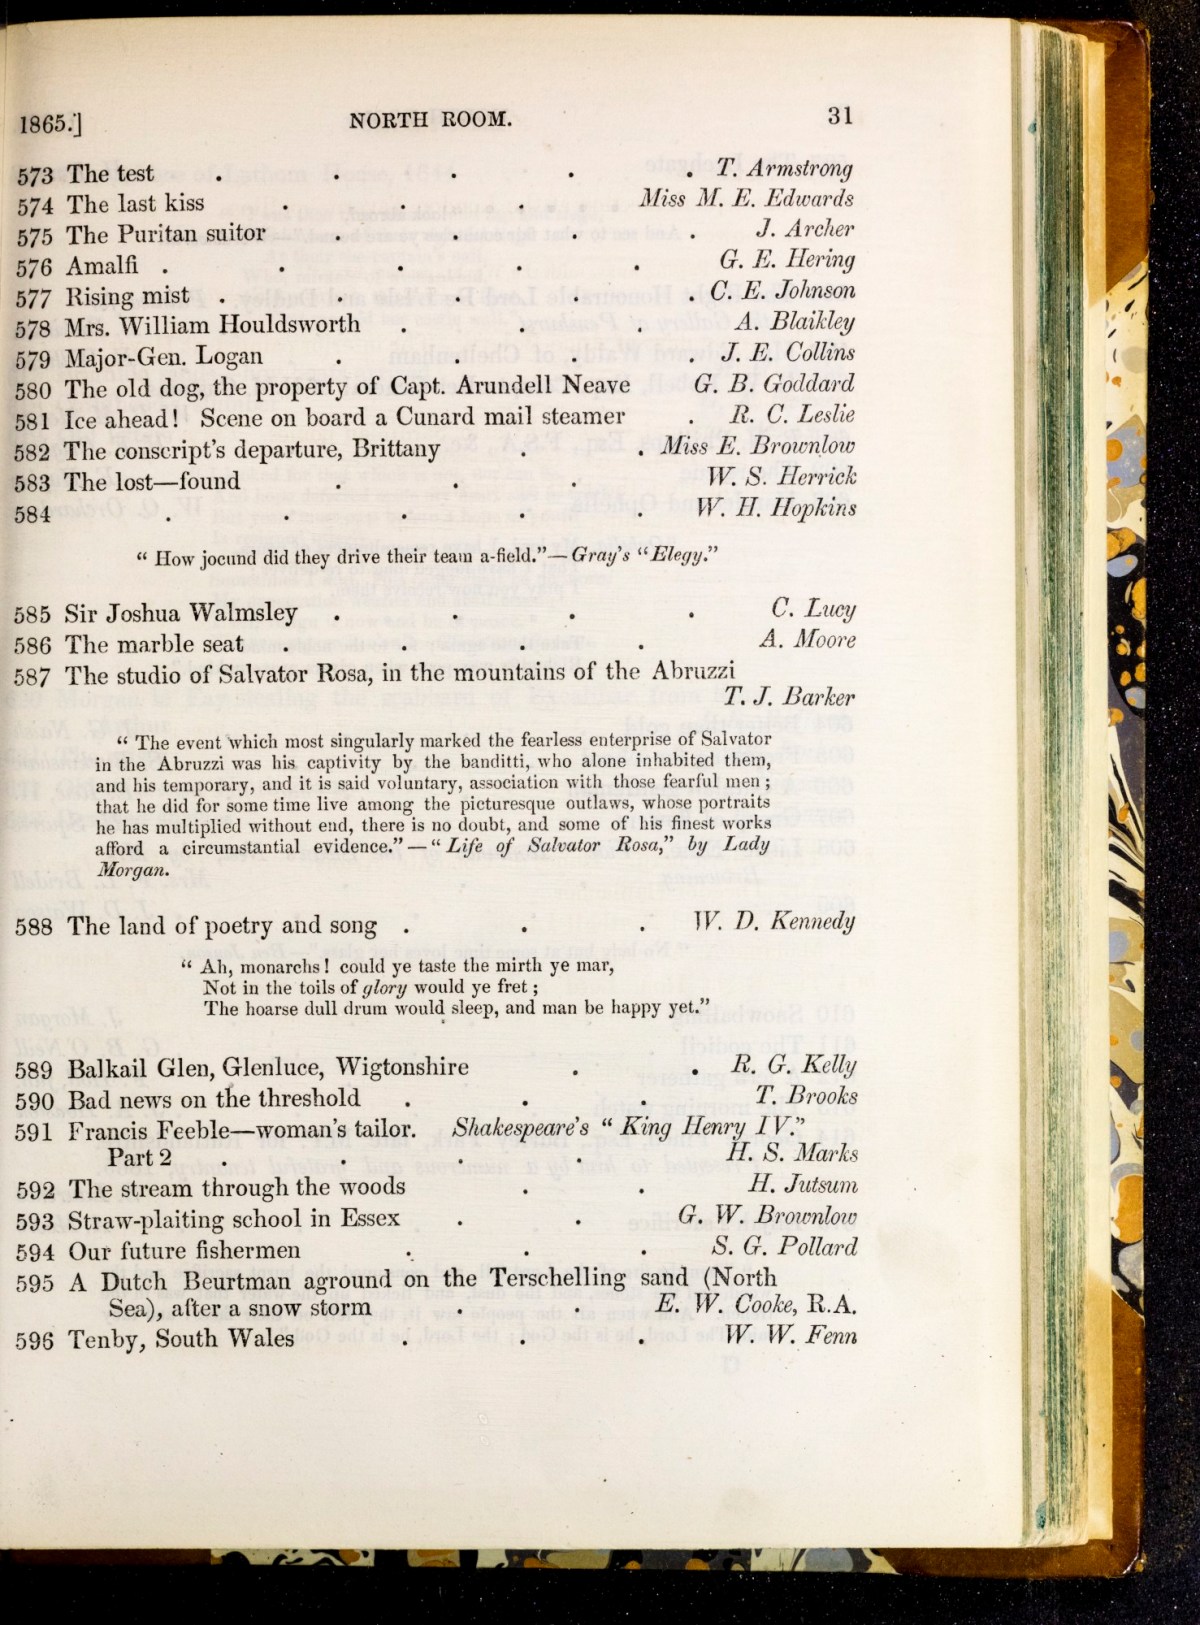 1865.] NORTH ROOM. 31
573 The test . . . . . T. Armstrong
574 The last kiss . . . Miss M. E. Edwards
575 The Puritan suitor . . . . J. Archer
576 Amalfi . . . . . G. E. Hering
577 Rising mist . . . . . C. E. Johnson
578 Mrs. William Houldsworth . . . A. Blaikley
579 Major-Gen. Logan . . . . J. E. Collins
580 The old dog, the property of Capt. Arundell Neave G. B. Goddard
581 Ice ahead! Scene on board a Cunard mail steamer . R. C. Leslie
582 The conscript's departure, Brittany . . Miss E. Brownlow
583 The lost—found . . . W. S. Herrick
584 . . . . . W. H. Hopkins
“ How jocund did they drive their team a-field.”—Gray's “Elegy.”
585 Sir Joshua Walmsley . . . . C. Lucy
586 The marble seat . . . . A. Moore
587 The studio of Salvator Rosa, in the mountains of the Abruzzi
T. J. Barker
“ The event which most singularly marked the fearless enterprise of Salvator
in the Abruzzi was his captivity by the banditti, who alone inhabited them,
and his temporary, and it is said voluntary, association with those fearful men;
that he did for some time live among the picturesque outlaws, whose portraits
he has multiplied without end, there is no doubt, and some of his finest works
afford a circumstantial evidence.”—“Life of Salvator Rosa,” by Lady
Morgan.
588 The land of poetry and song . . . W. D. Kennedy
“ Ah, monarchs! could ye taste the mirth ye mar,
Not in the toils of glory would ye fret;
The hoarse dull drum would sleep, and man be happy yet.”
589 Balkail Glen, Glenluce, Wigtonshire . . R. G. Kelly
590 Bad news on the threshold . . . T. Brooks
591 Francis Feeble—woman's tailor. Shakespeare's “ King Henry IV.”
Part 2 . . . . H. S. Marks
592 The stream through the woods . . H. Jutsum
593 Straw-plaiting school in Essex . . G. W. Brownlow
594 Our future fishermen . . . S. G. Pollard
595 A Dutch Beurtman aground on the Terschelling sand (North
Sea), after a snow storm . . E. W. Cooke, R.A.
596 Tenby, South Wales . . . W. W. Fenn